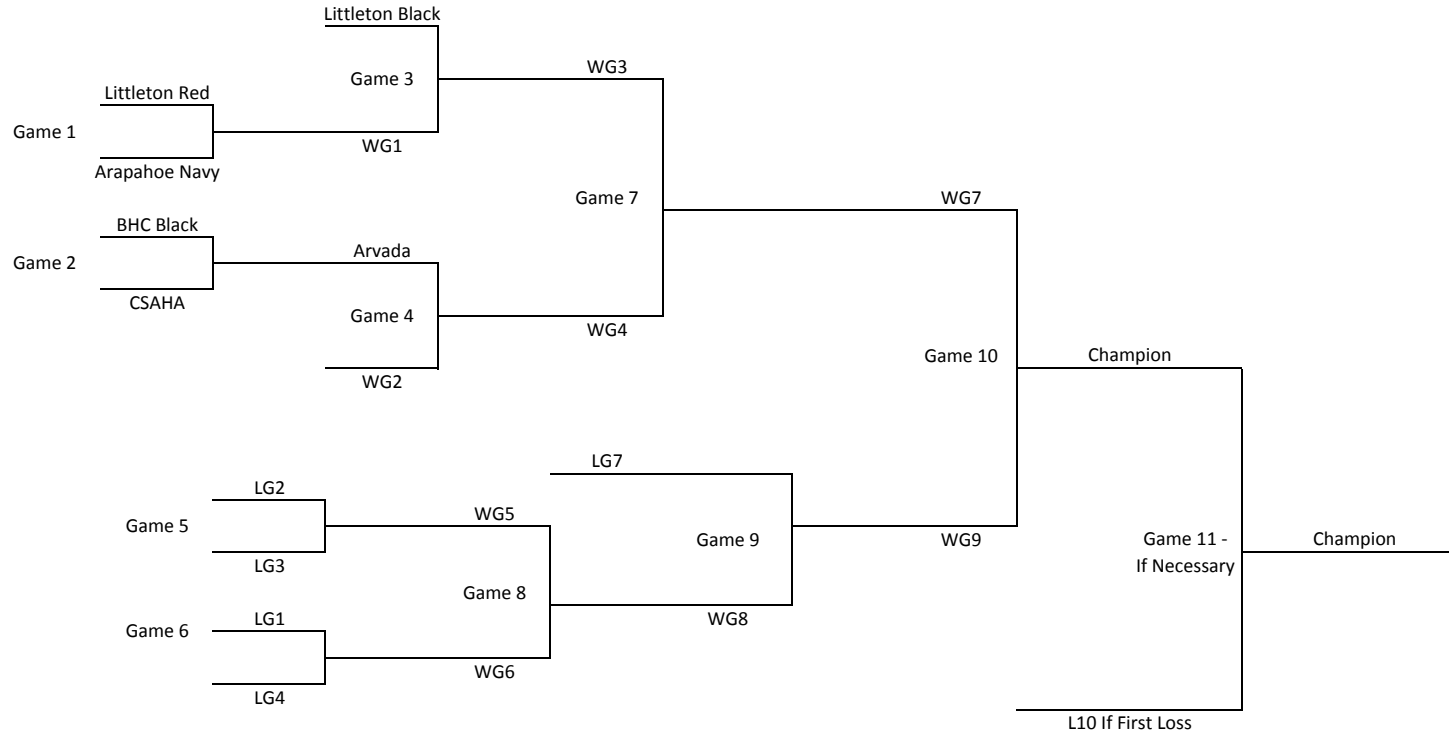 Littleton Black
Game 3
WG3
Littleton Red
Game 1
WG1
Arapahoe Navy
Game 7
WG7
BHC Black
Game 2
Arvada
CSAHA
Game 4
WG4
WG2
Game 10
Champion
LG7
LG2
Game 5
WG5
LG3
Game 9
WG9
Game 11 -
If Necessary
Champion
Game 8
LG1
Game 6
WG8
WG6
LG4
L10 If First Loss